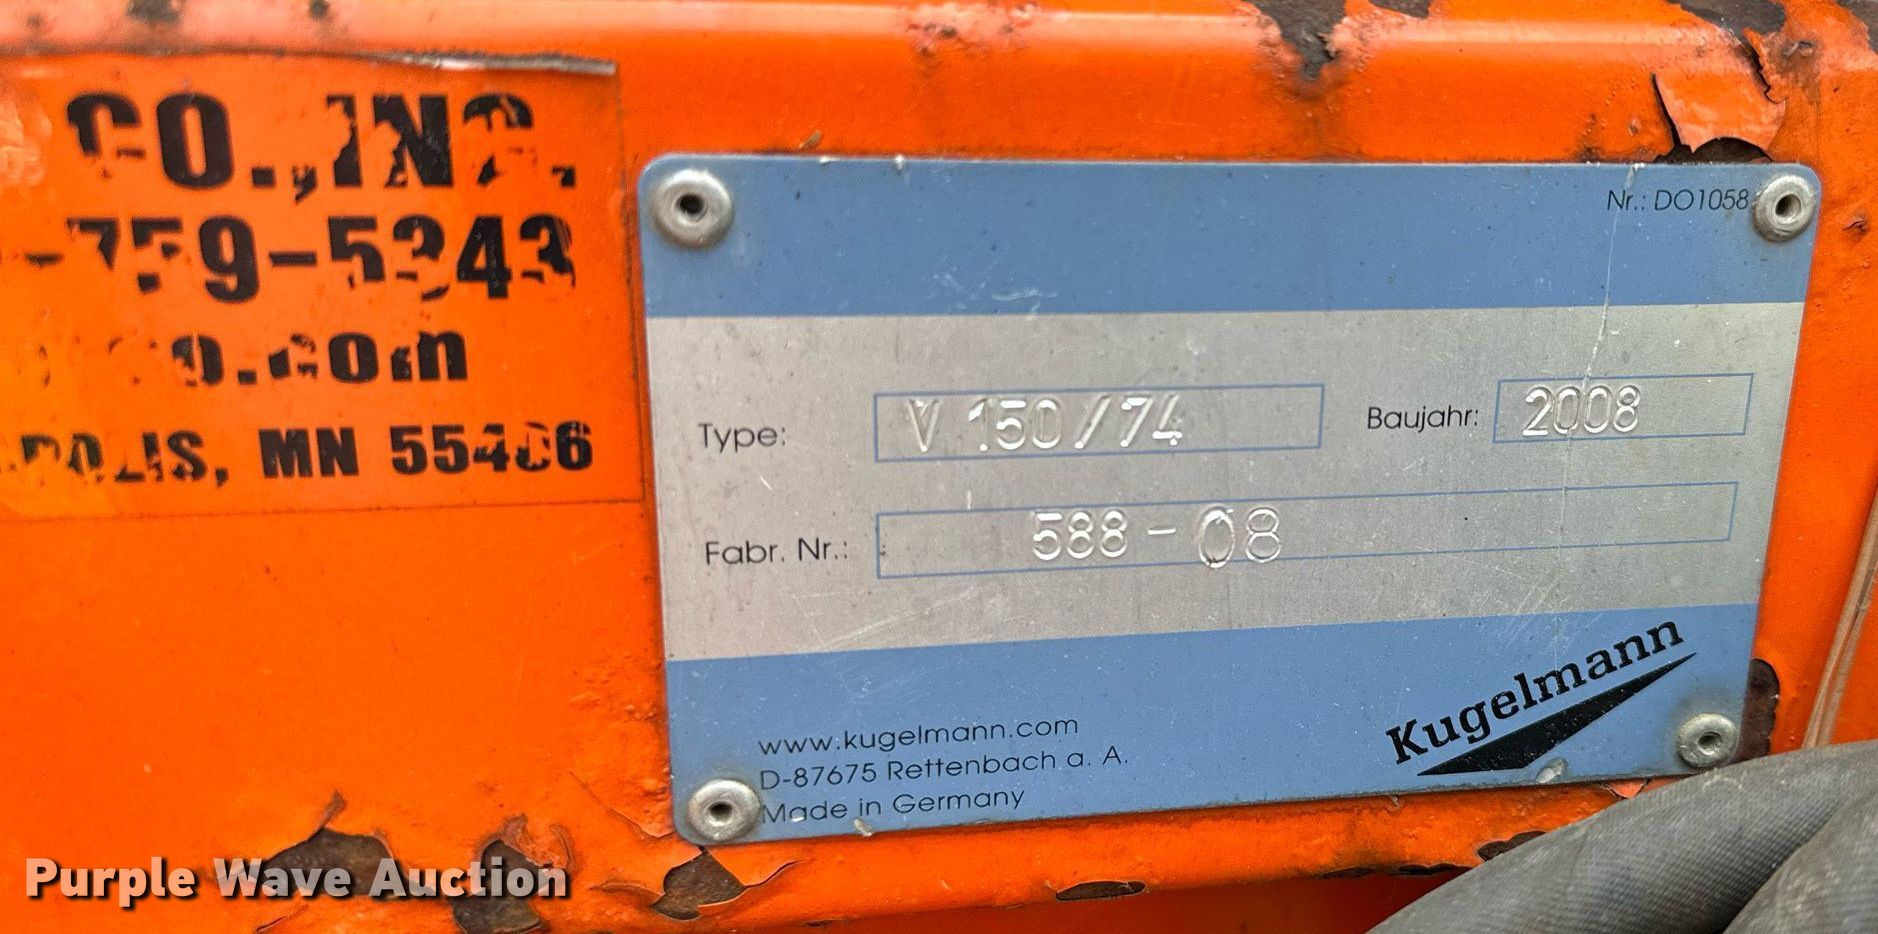 CO., INC.
-759-5343
o.com
MN 55406
Nr.: DO1058
Type: V 150/74 Baujahr: 2008
Fabr. Nr.: 588-08
Kugelmann
www.kugelmann.com
D-87675 Rettenbach a. A.
Made in Germany
Purple Wave Auction